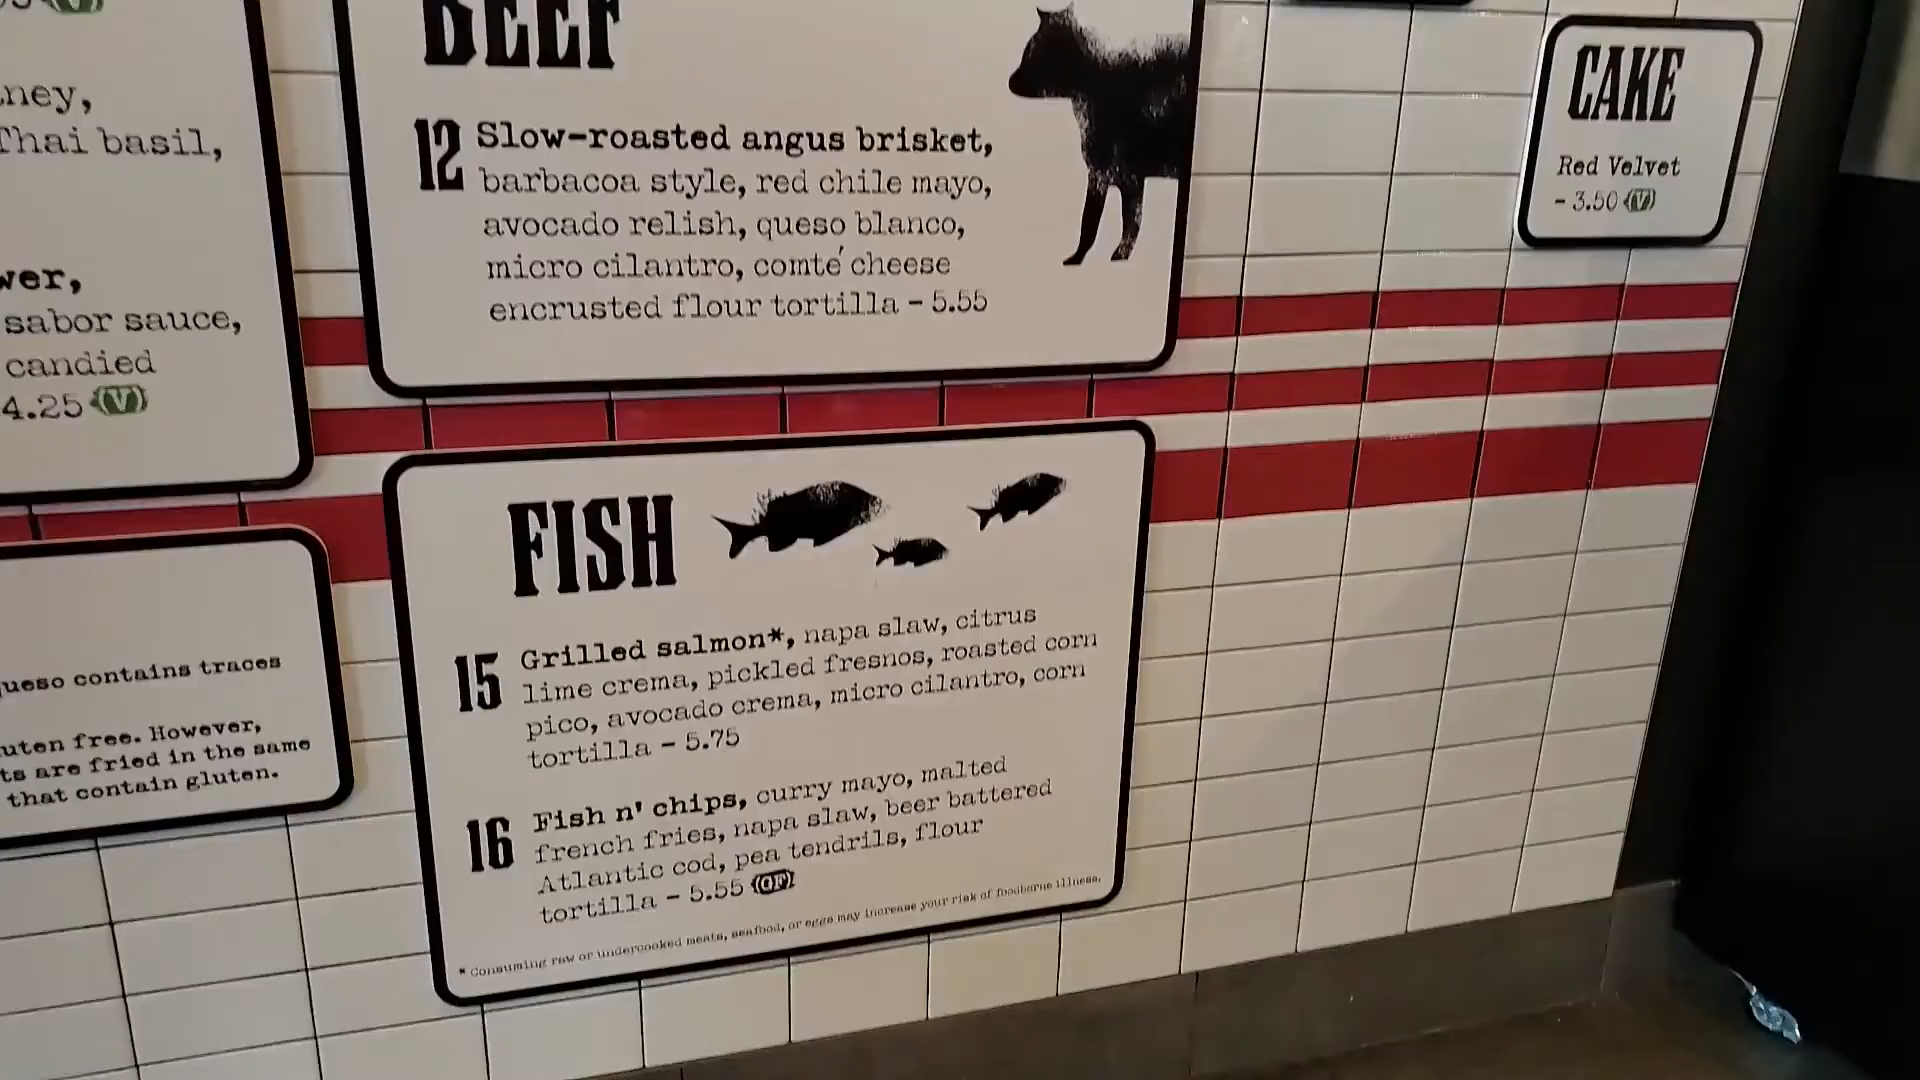 ney,
Thai basil,
wer,
sabor sauce,
candied
4.25 (V)
queso contains traces
uten free. However,
ts are fried in the same
that contain gluten.
BEEF
12 Slow-roasted angus brisket,
barbacoa style, red chile mayo,
avocado relish, queso blanco,
micro cilantro, comté cheese
encrusted flour tortilla - 5.55
FISH
15 Grilled salmon*, napa slaw, citrus
lime crema, pickled fresnos, roasted corn
pico, avocado crema, micro cilantro, corn
tortilla - 5.75
16 Fish n' chips, curry mayo, malted
french fries, napa slaw, beer battered
Atlantic cod, pea tendrils, flour
tortilla - 5.55 (GF)
* Consuming raw or undercooked meats, seafood, or eggs may increase your risk of foodborne illness.
CAKE
Red Velvet
- 3.50 (V)